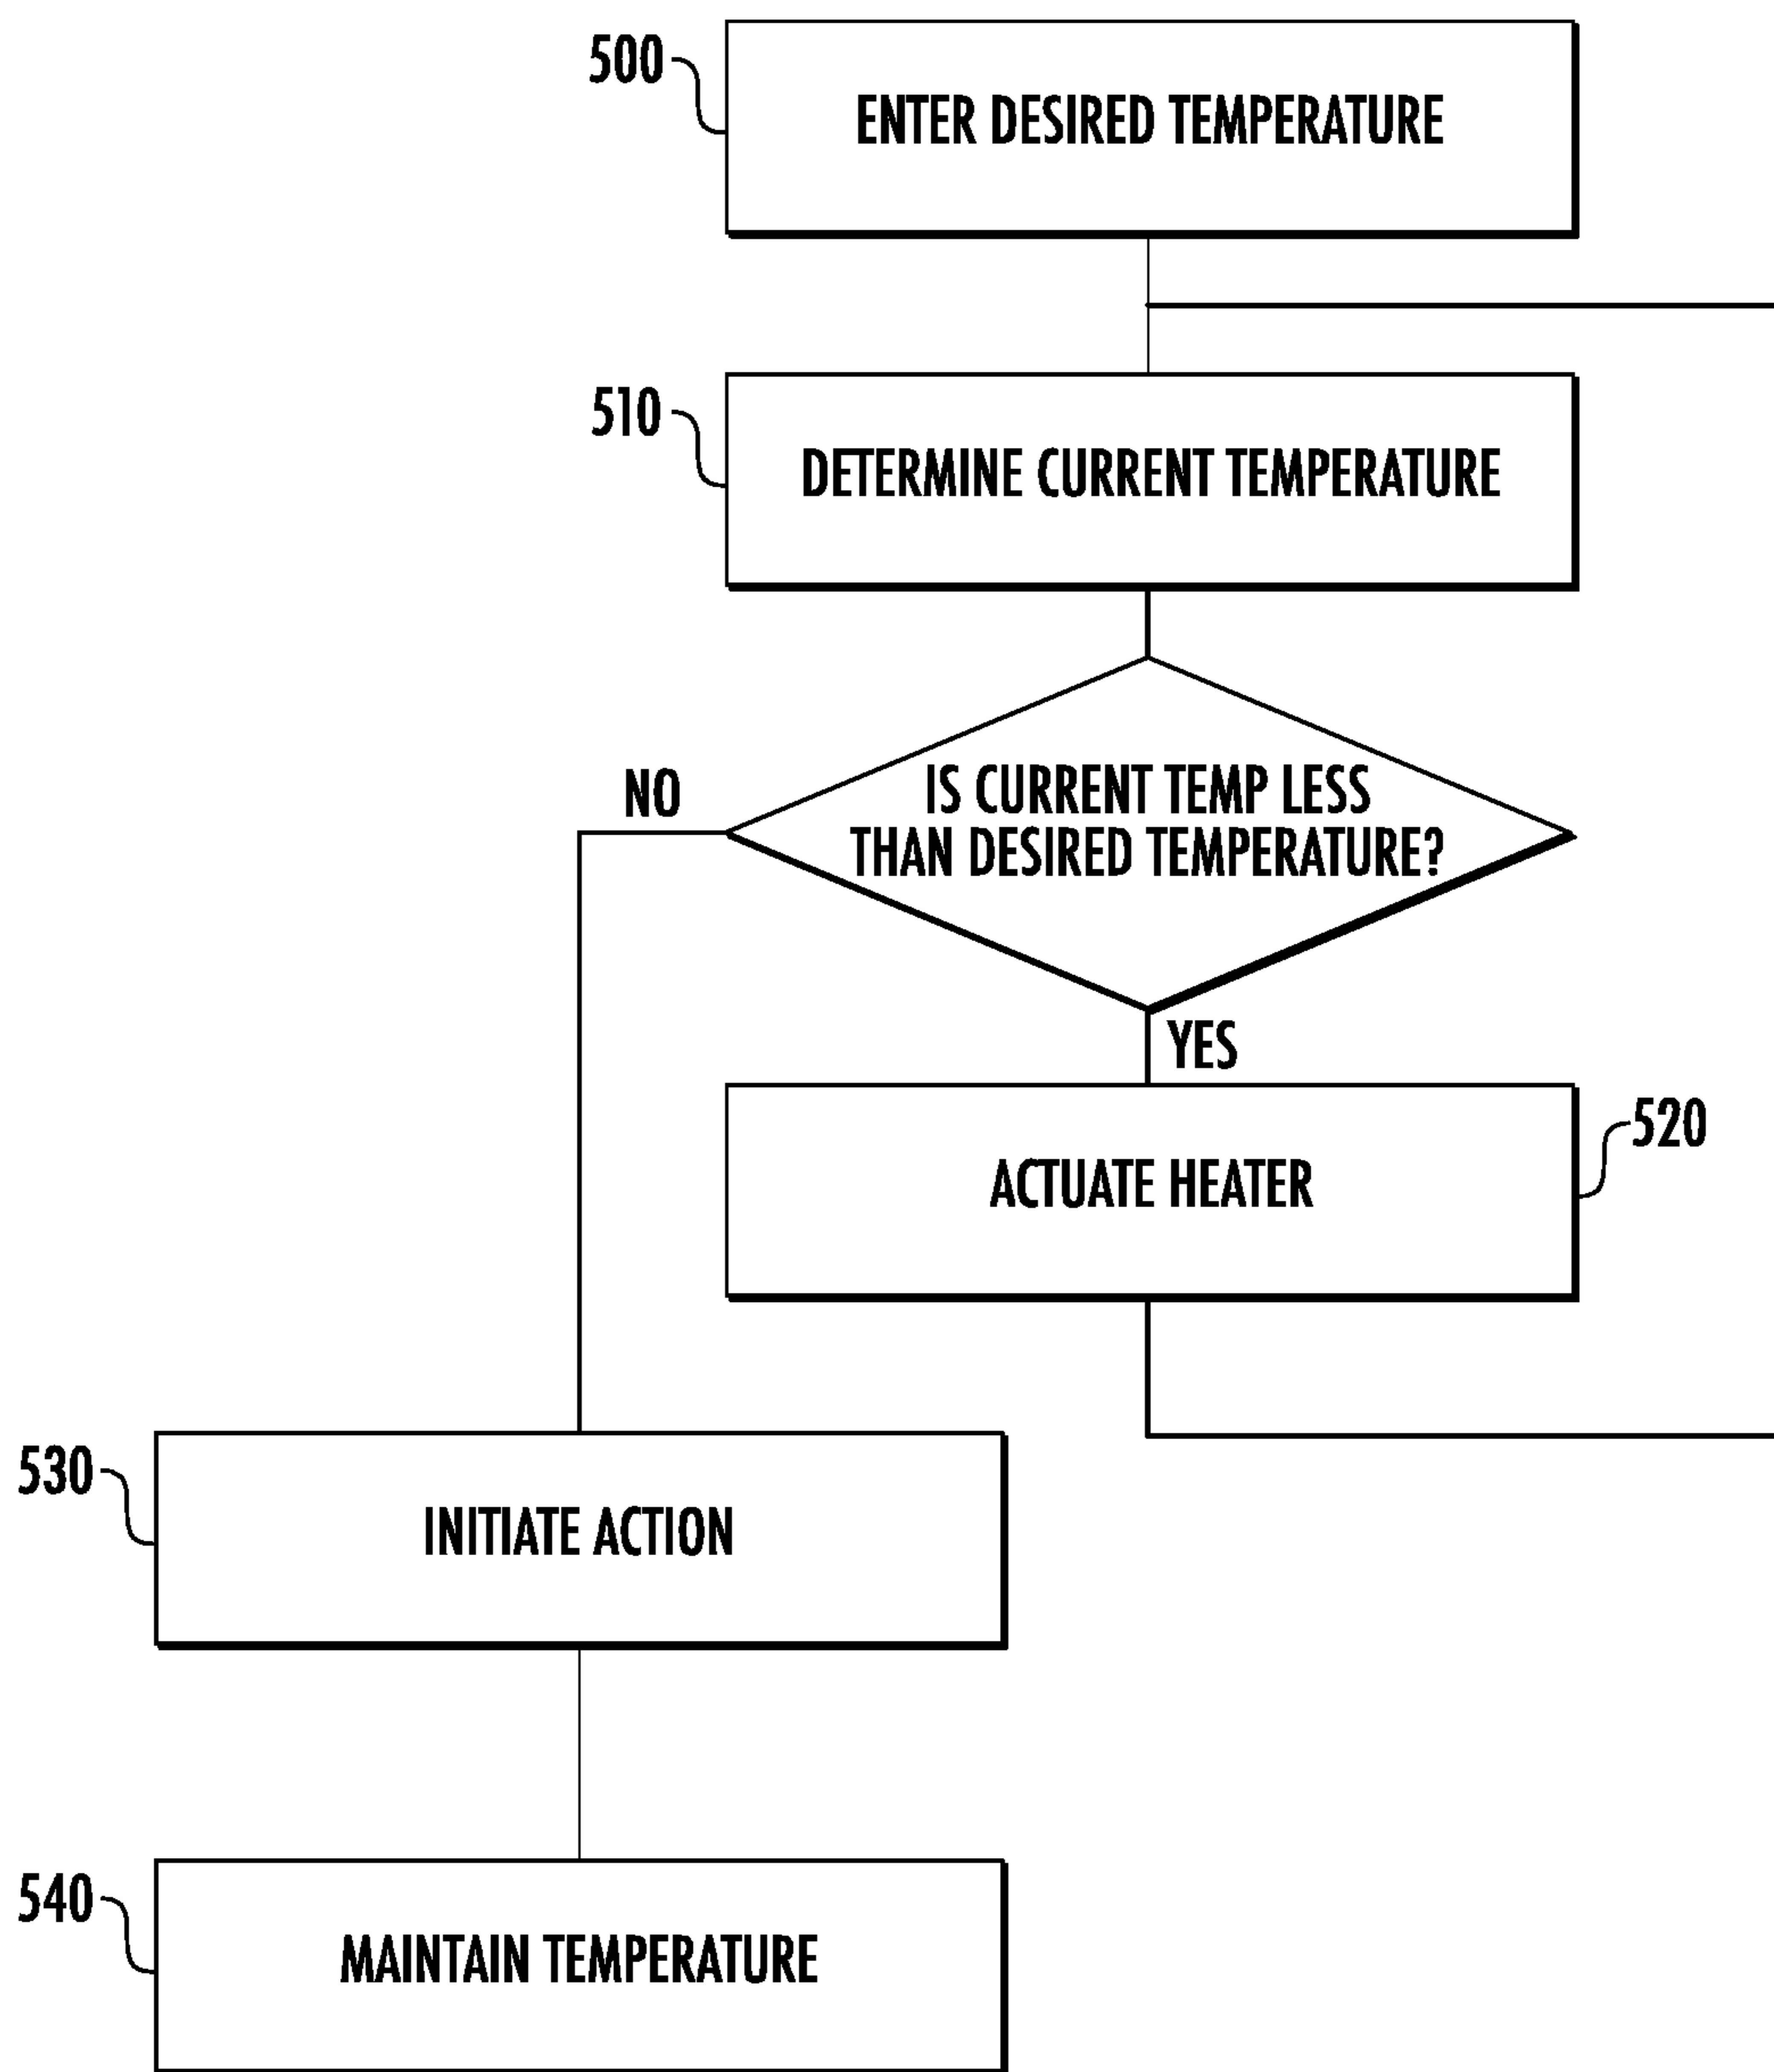 500
ENTER DESIRED TEMPERATURE
510
DETERMINE CURRENT TEMPERATURE
NO
IS CURRENT TEMP LESS
THAN DESIRED TEMPERATURE?
YES
520
ACTUATE HEATER
530
INITIATE ACTION
540
MAINTAIN TEMPERATURE